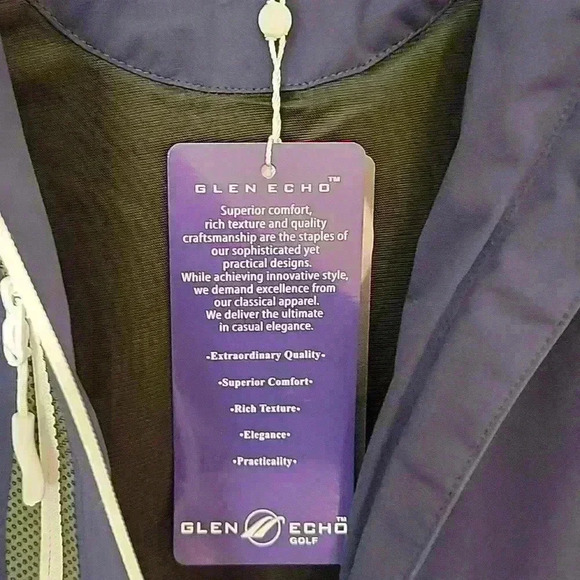 GLEN ECHO™
Superior comfort,
rich texture and quality
craftsmanship are the staples of
our sophisticated yet
practical designs.
While achieving innovative style,
we demand excellence from
our classical apparel.
We deliver the ultimate
in casual elegance.
•Extraordinary Quality•
•Superior Comfort•
•Rich Texture•
•Elegance•
•Practicality•
GLEN ECHO™
GOLF